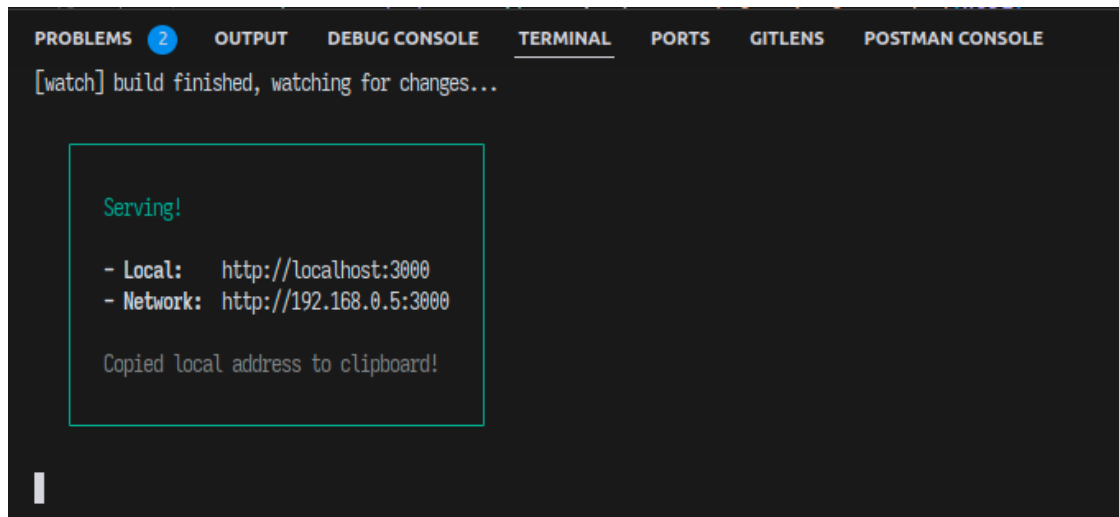 PROBLEMS 2 OUTPUT DEBUG CONSOLE TERMINAL PORTS GITLENS POSTMAN CONSOLE
[watch] build finished, watching for changes...
Serving!
- Local: http://localhost:3000
- Network: http://192.168.0.5:3000
Copied local address to clipboard!